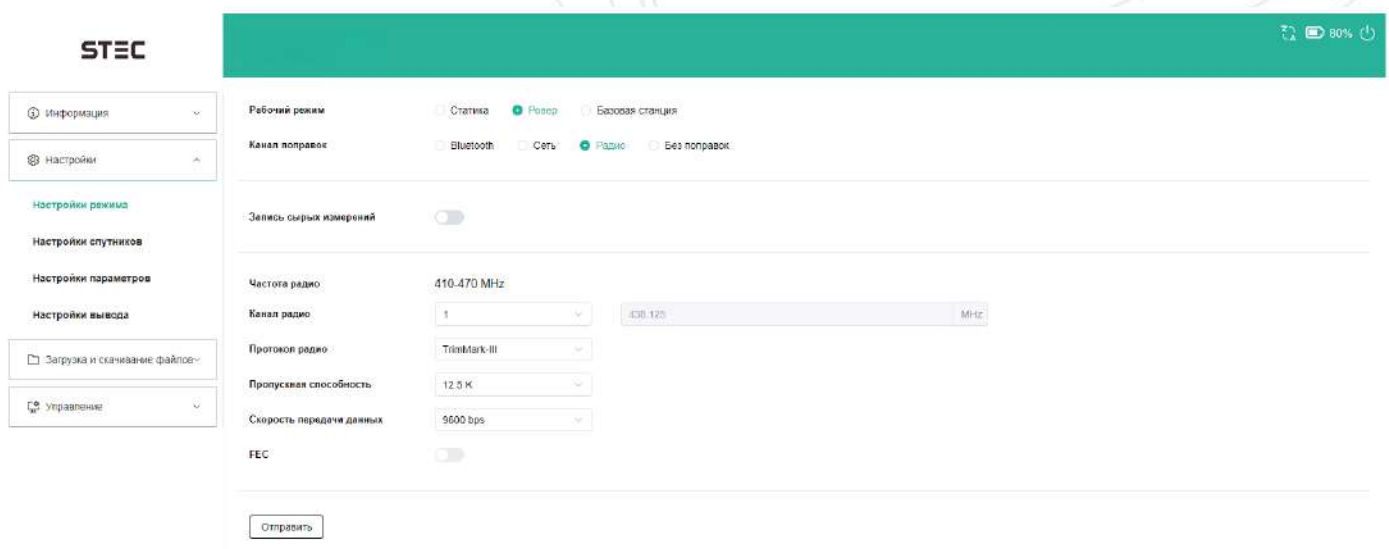 STEC
80%
Информация
Настройки
Настройки режима
Настройки спутников
Настройки параметров
Настройки вывода
Загрузка и скачивание файлов
Управление
Рабочий режим Статика Ровер Базовая станция
Канал поправок Bluetooth Сеть Радио Без поправок
Запись сырых измерений
Частота радио 410-470 MHz
Канал радио 1 438.125 MHz
Протокол радио TrimMark-III
Пропускная способность 12.5 K
Скорость передачи данных 9600 bps
FEC
Отправить